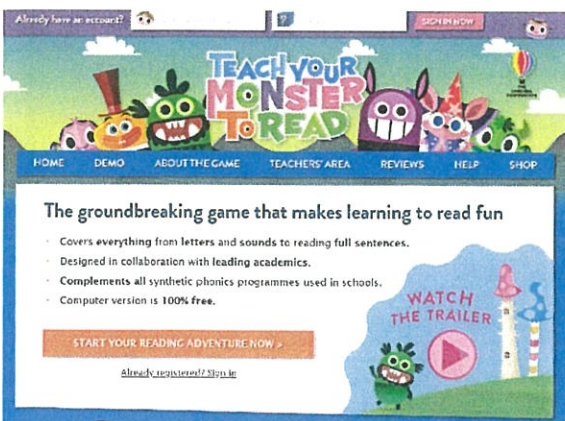 Already have an account?
SIGN IN NOW
TEACH YOUR
MONSTER
TO READ
HOME DEMO ABOUT THE GAME TEACHERS' AREA REVIEWS HELP SHOP
The groundbreaking game that makes learning to read fun
· Covers everything from letters and sounds to reading full sentences.
· Designed in collaboration with leading academics.
· Complements all synthetic phonics programmes used in schools.
· Computer version is 100% free.
WATCH
THE TRAILER
START YOUR READING ADVENTURE NOW >
Already registered? Sign in